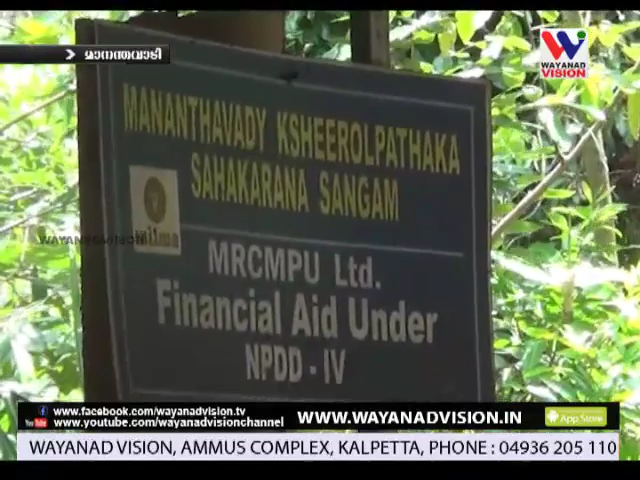 മാനന്തവാടി
WAYANAD
VISION
MANANTHAVADY KSHEEROLPATHAKA
SAHAKARANA SANGAM
milma
WAYANAD VISION
MRCMPU Ltd.
Financial Aid Under
NPDD - IV
www.facebook.com/wayanadvision.tv
www.youtube.com/wayanadvisionchannel
WWW.WAYANADVISION.IN
App Store
WAYANAD VISION, AMMUS COMPLEX, KALPETTA, PHONE : 04936 205 110